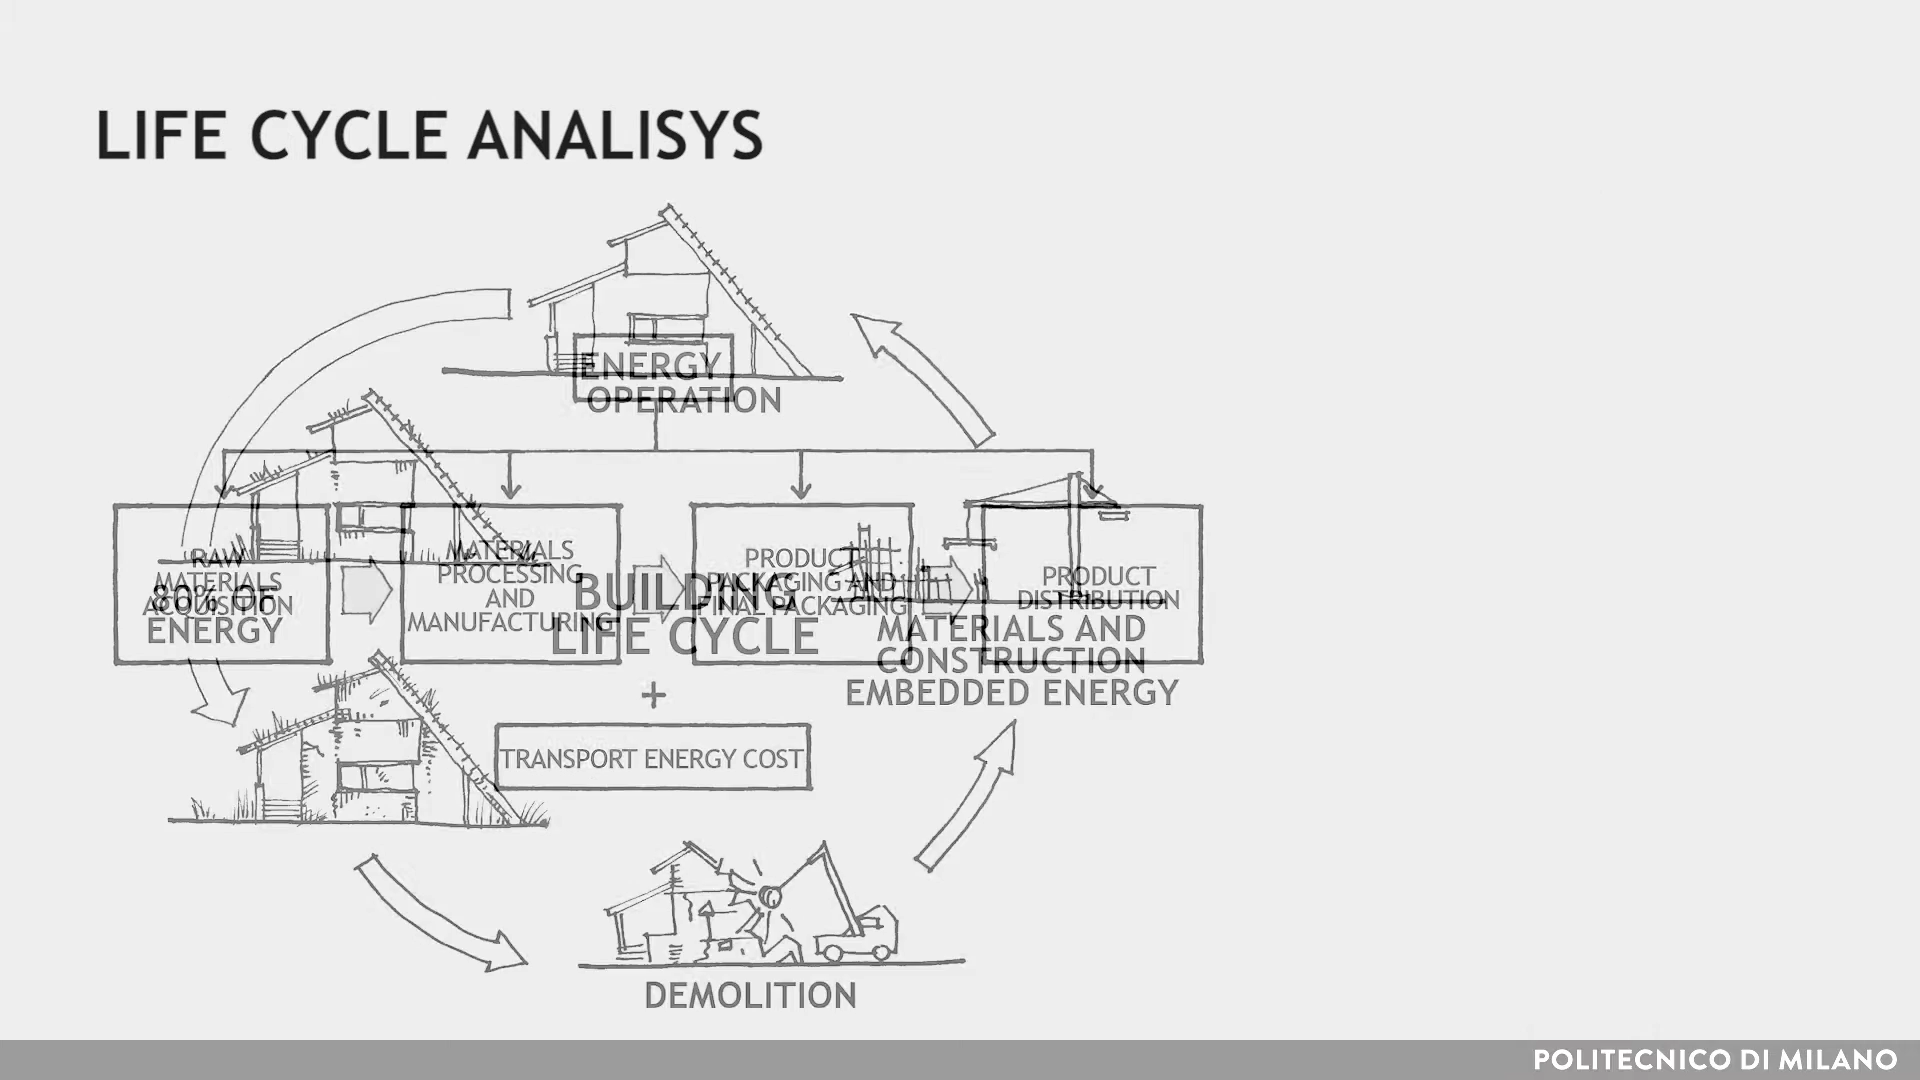 LIFE CYCLE ANALISYS
ENERGY
OPERATION
RAW
MATERIALS
ACQUISITION
80% OF
ENERGY
MATERIALS
PROCESSING
AND
MANUFACTURING
BUILDING
LIFE CYCLE
PRODUCT
PACKAGING AND
FINAL PACKAGING
PRODUCT
DISTRIBUTION
MATERIALS AND
CONSTRUCTION
EMBEDDED ENERGY
+
TRANSPORT ENERGY COST
DEMOLITION
POLITECNICO DI MILANO